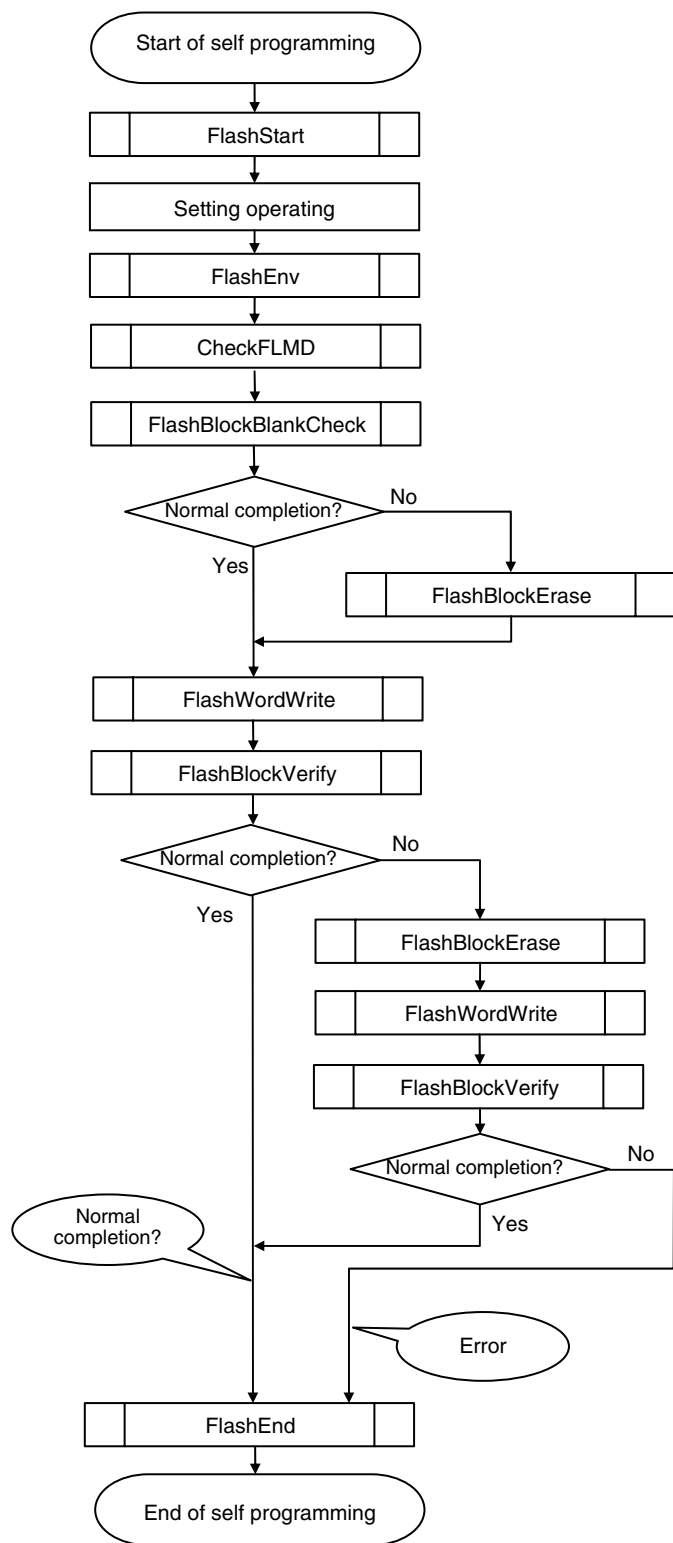 Start of self programming
FlashStart
Setting operating
FlashEnv
CheckFLMD
FlashBlockBlankCheck
Normal completion?
No
Yes
FlashBlockErase
FlashWordWrite
FlashBlockVerify
Normal completion?
No
Yes
FlashBlockErase
FlashWordWrite
FlashBlockVerify
Normal completion?
No
Yes
Normal
completion?
Error
FlashEnd
End of self programming